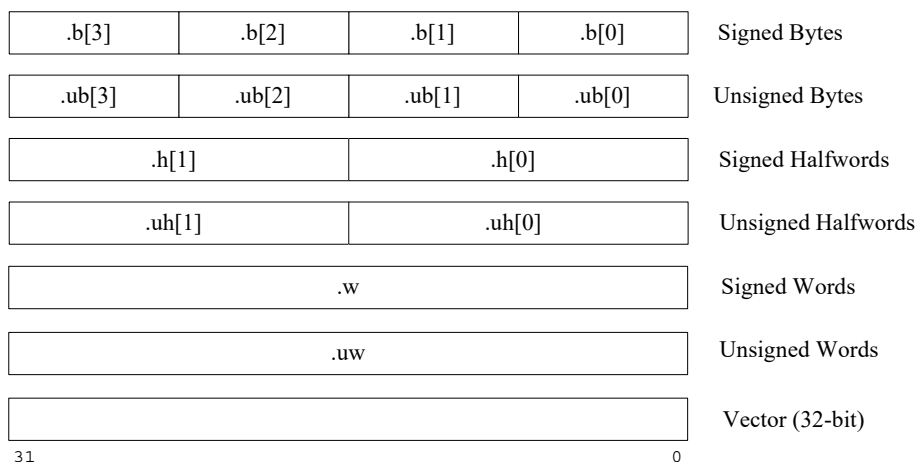 .b[3] .b[2] .b[1] .b[0] Signed Bytes
.ub[3] .ub[2] .ub[1] .ub[0] Unsigned Bytes
.h[1] .h[0] Signed Halfwords
.uh[1] .uh[0] Unsigned Halfwords
.w Signed Words
.uw Unsigned Words
Vector (32-bit)
31 0